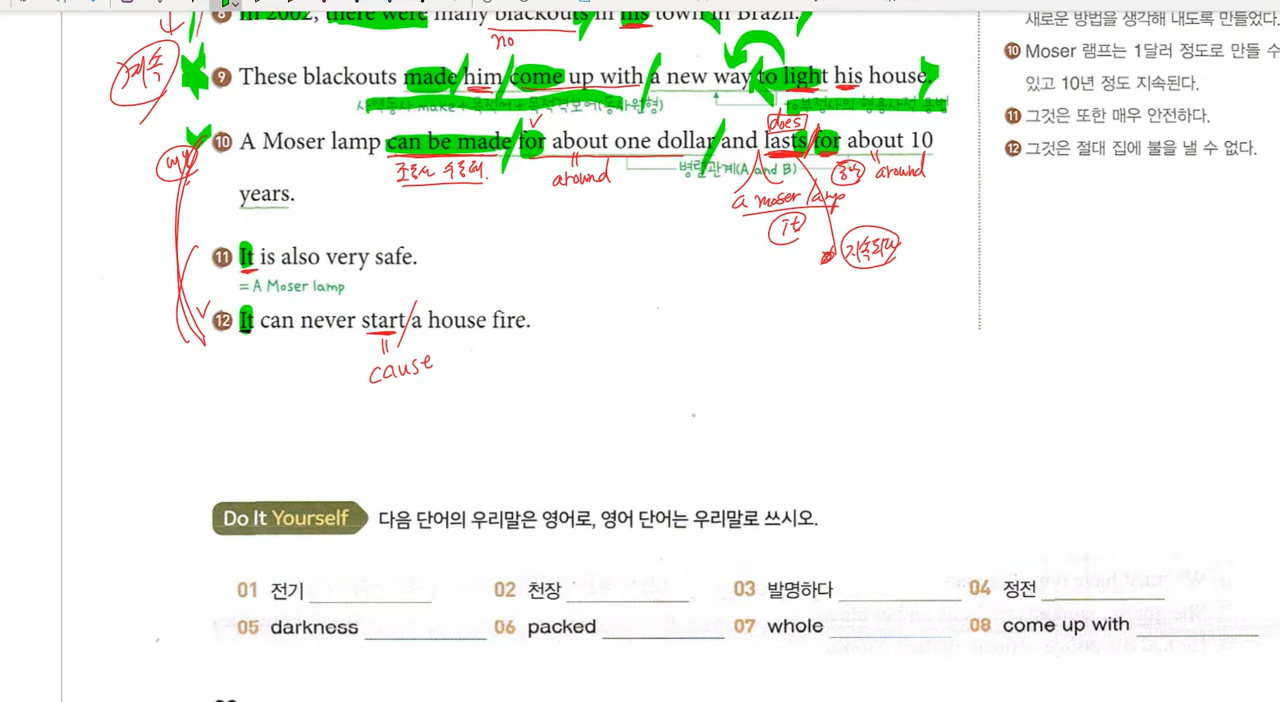 8 In 2002, there were many blackouts in his town in Brazil.
no
새로운 방법을 생각해 내도록 만들었다.
지속
9 These blackouts made him come up with a new way to light his house.
사역동사 make + 목적어 + 목적격보어(동사원형)
to부정사의 형용사적 용법
10 Moser 램프는 1달러 정도로 만들 수
있고 10년 정도 지속된다.
does
10 A Moser lamp can be made for about one dollar and lasts for about 10
조동사 수동태
around
병렬관계(A and B)
동안
around
years.
a moser lamp
It
지속되다
11 It is also very safe.
= A Moser lamp
11 그것은 또한 매우 안전하다.
12 It can never start a house fire.
cause
12 그것은 절대 집에 불을 낼 수 없다.
Do It Yourself 다음 단어의 우리말은 영어로, 영어 단어는 우리말로 쓰시오.
01 전기 02 천장 03 발명하다 04 정전
05 darkness 06 packed 07 whole 08 come up with